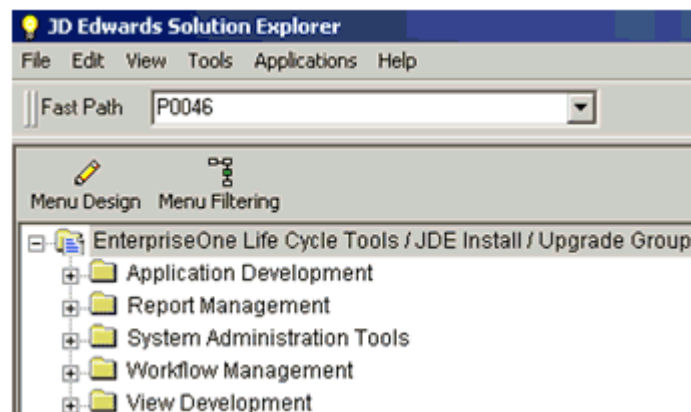 JD Edwards Solution Explorer
File Edit View Tools Applications Help
Fast Path P0046
Menu Design Menu Filtering
EnterpriseOne Life Cycle Tools / JDE Install / Upgrade Group
Application Development
Report Management
System Administration Tools
Workflow Management
View Development